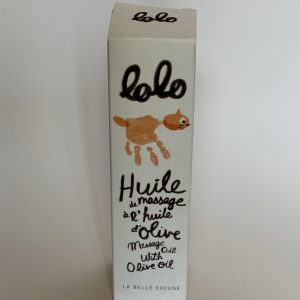 lolo
lolo
Huile
de massage
à l'huile
d'olive
Massage Oil
With
Olive oil
LA BELLE EXCUSE